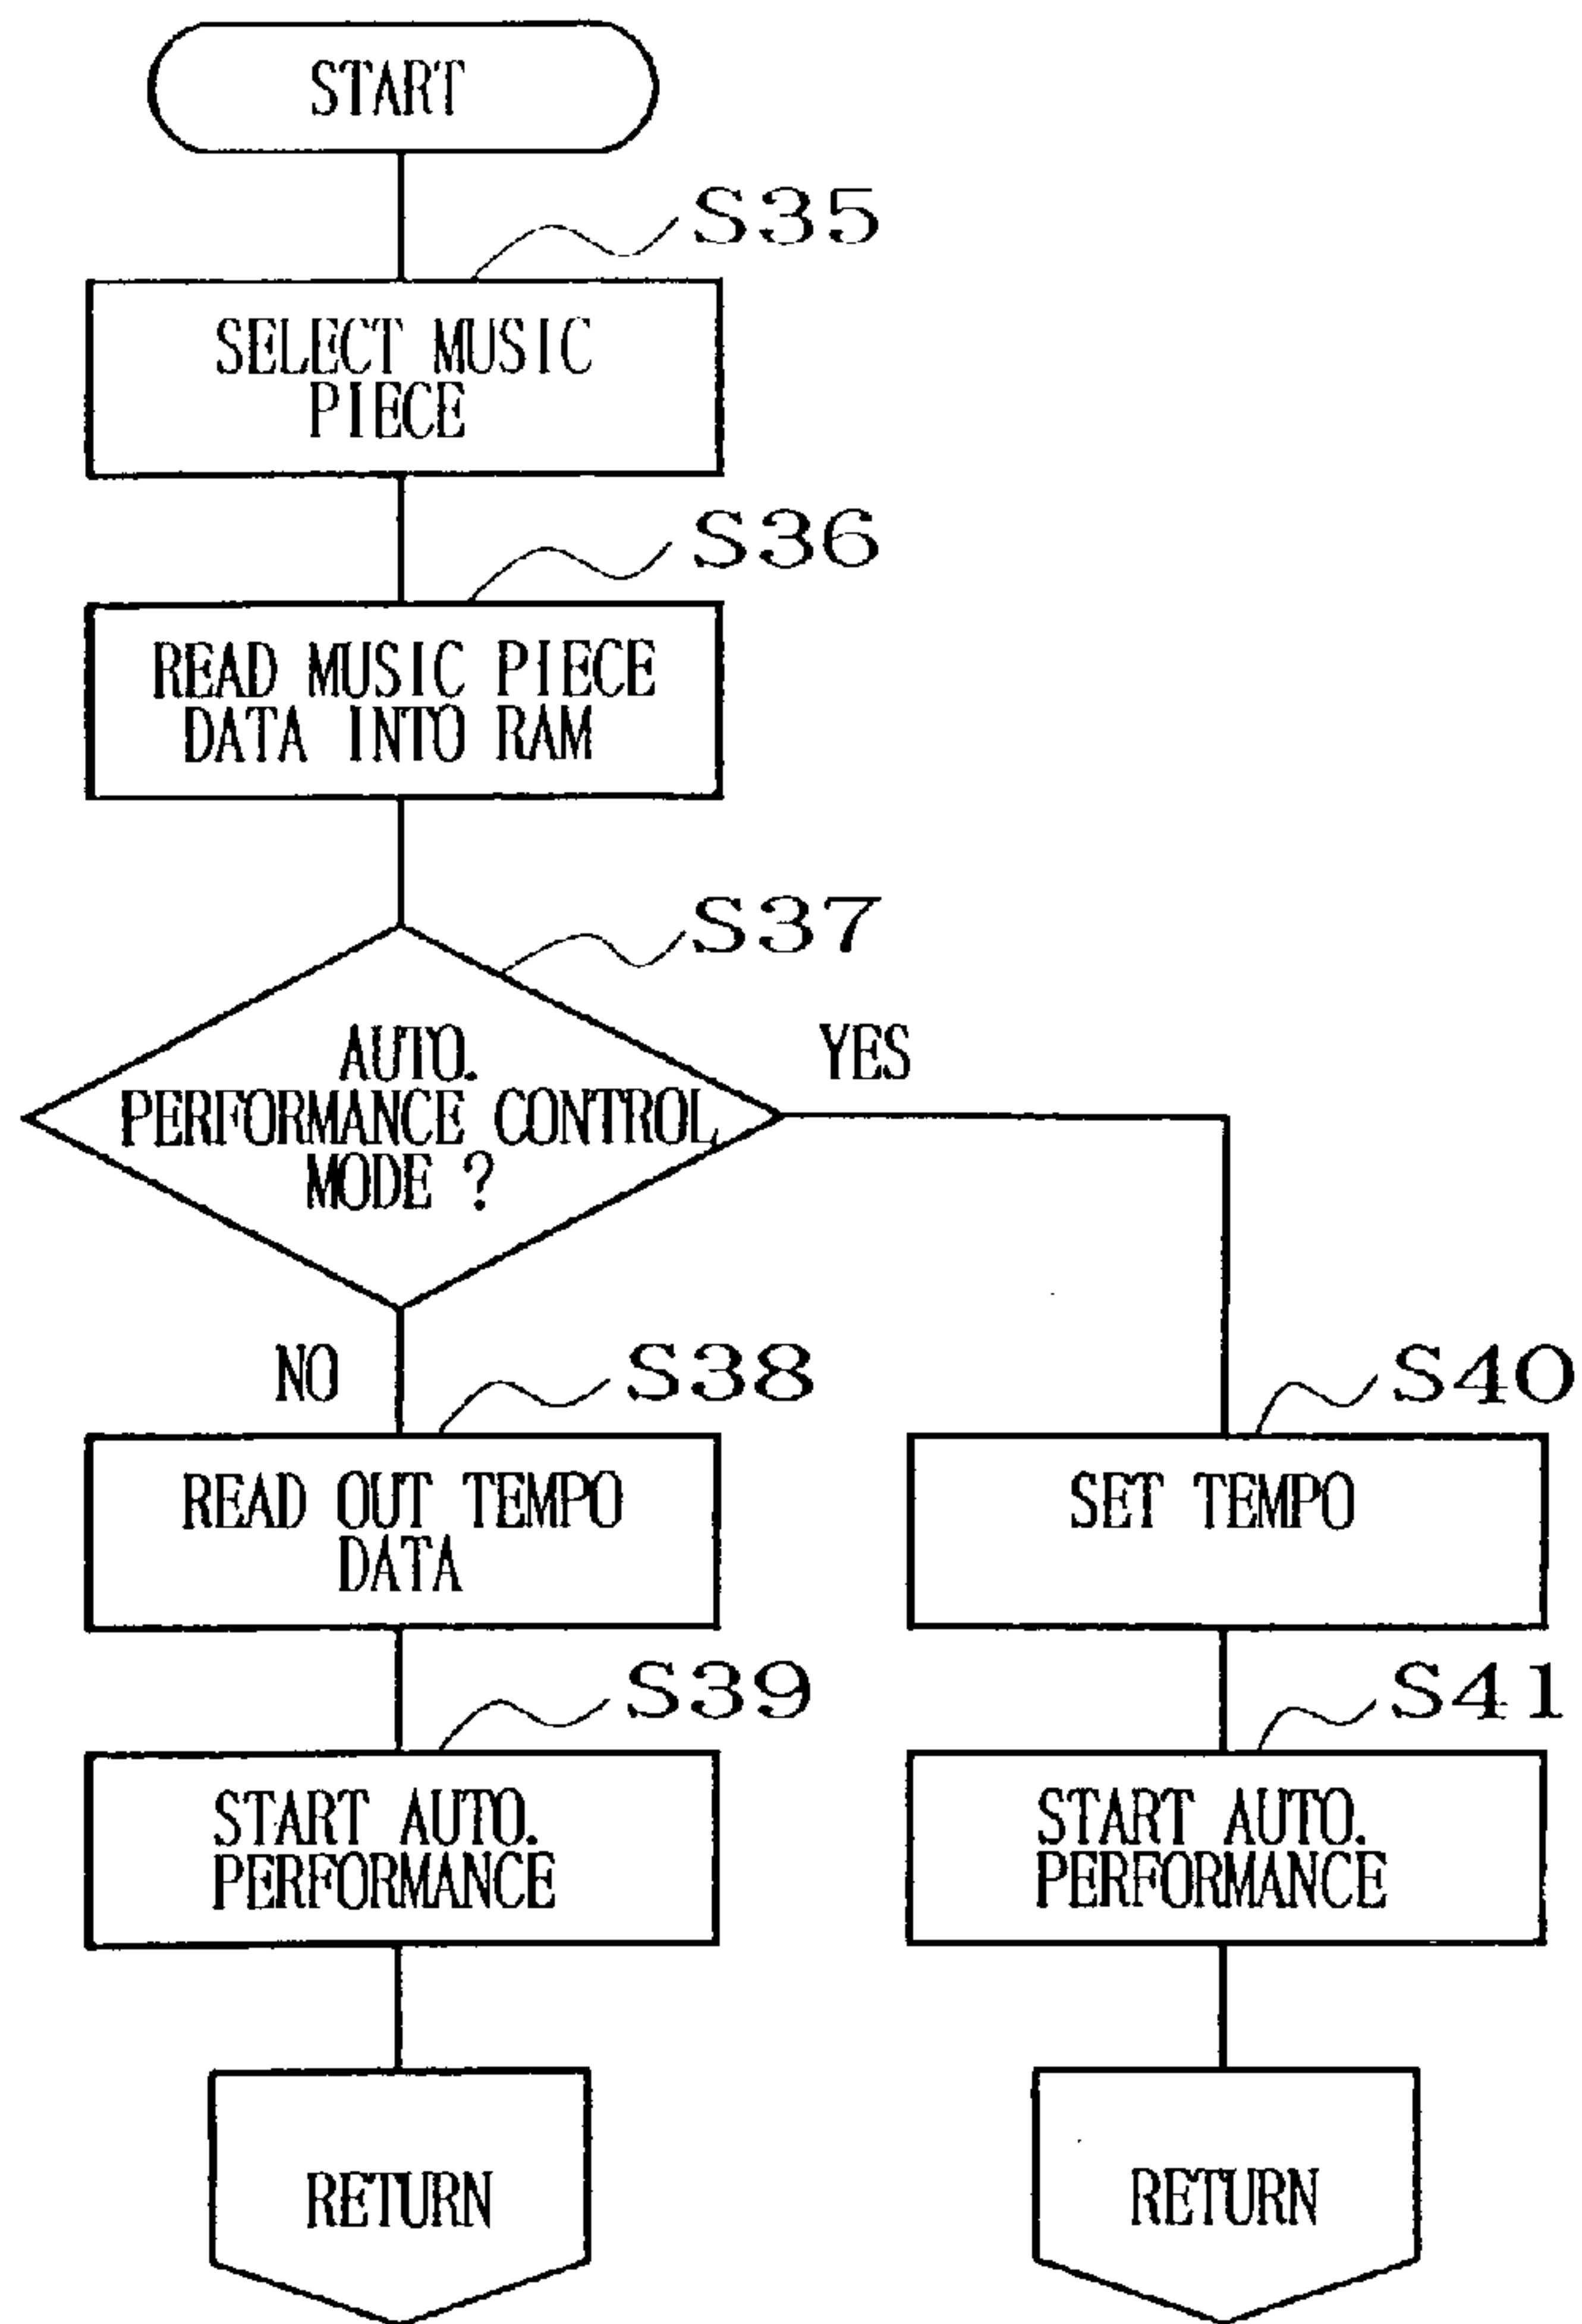 START
S35
SELECT MUSIC
PIECE
S36
READ MUSIC PIECE
DATA INTO RAM
S37
AUTO.
PERFORMANCE CONTROL
MODE ?
YES
NO
S38
READ OUT TEMPO
DATA
S40
SET TEMPO
S39
START AUTO.
PERFORMANCE
S41
START AUTO.
PERFORMANCE
RETURN
RETURN